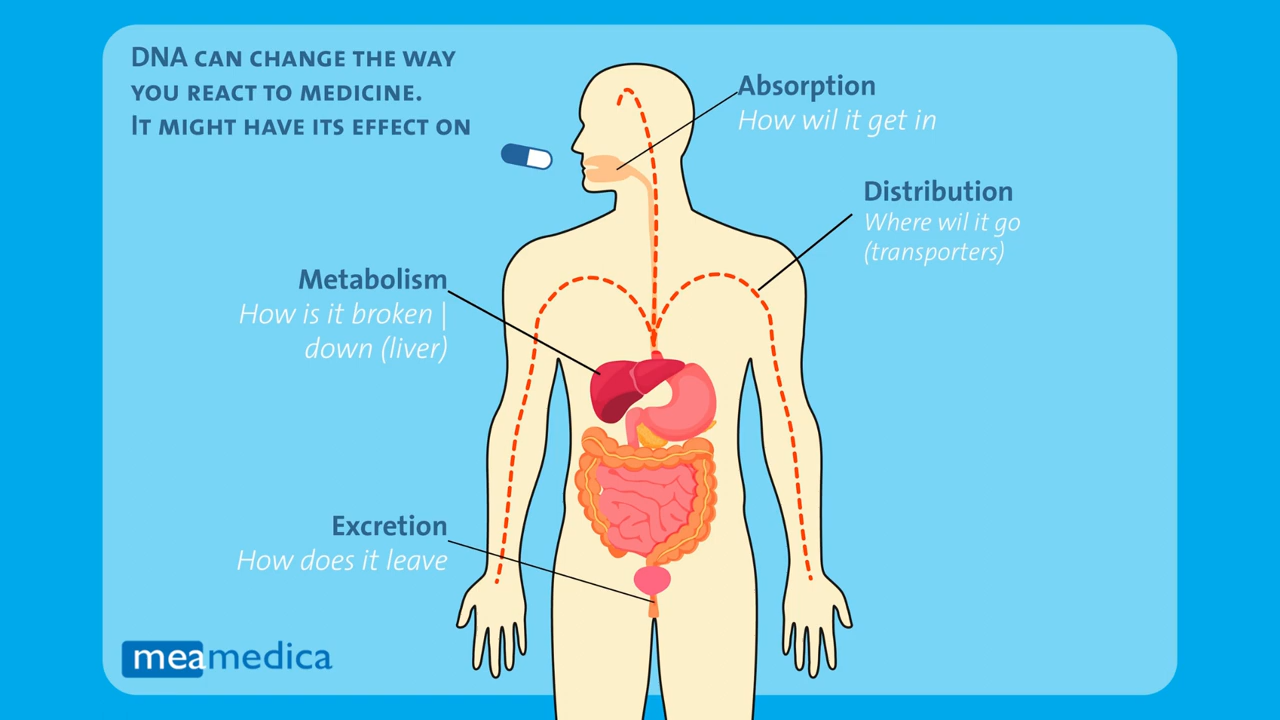 DNA can change the way
you react to medicine.
It might have its effect on
Absorption
How wil it get in
Distribution
Where wil it go
(transporters)
Metabolism
How is it broken |
down (liver)
Excretion
How does it leave
meamedica